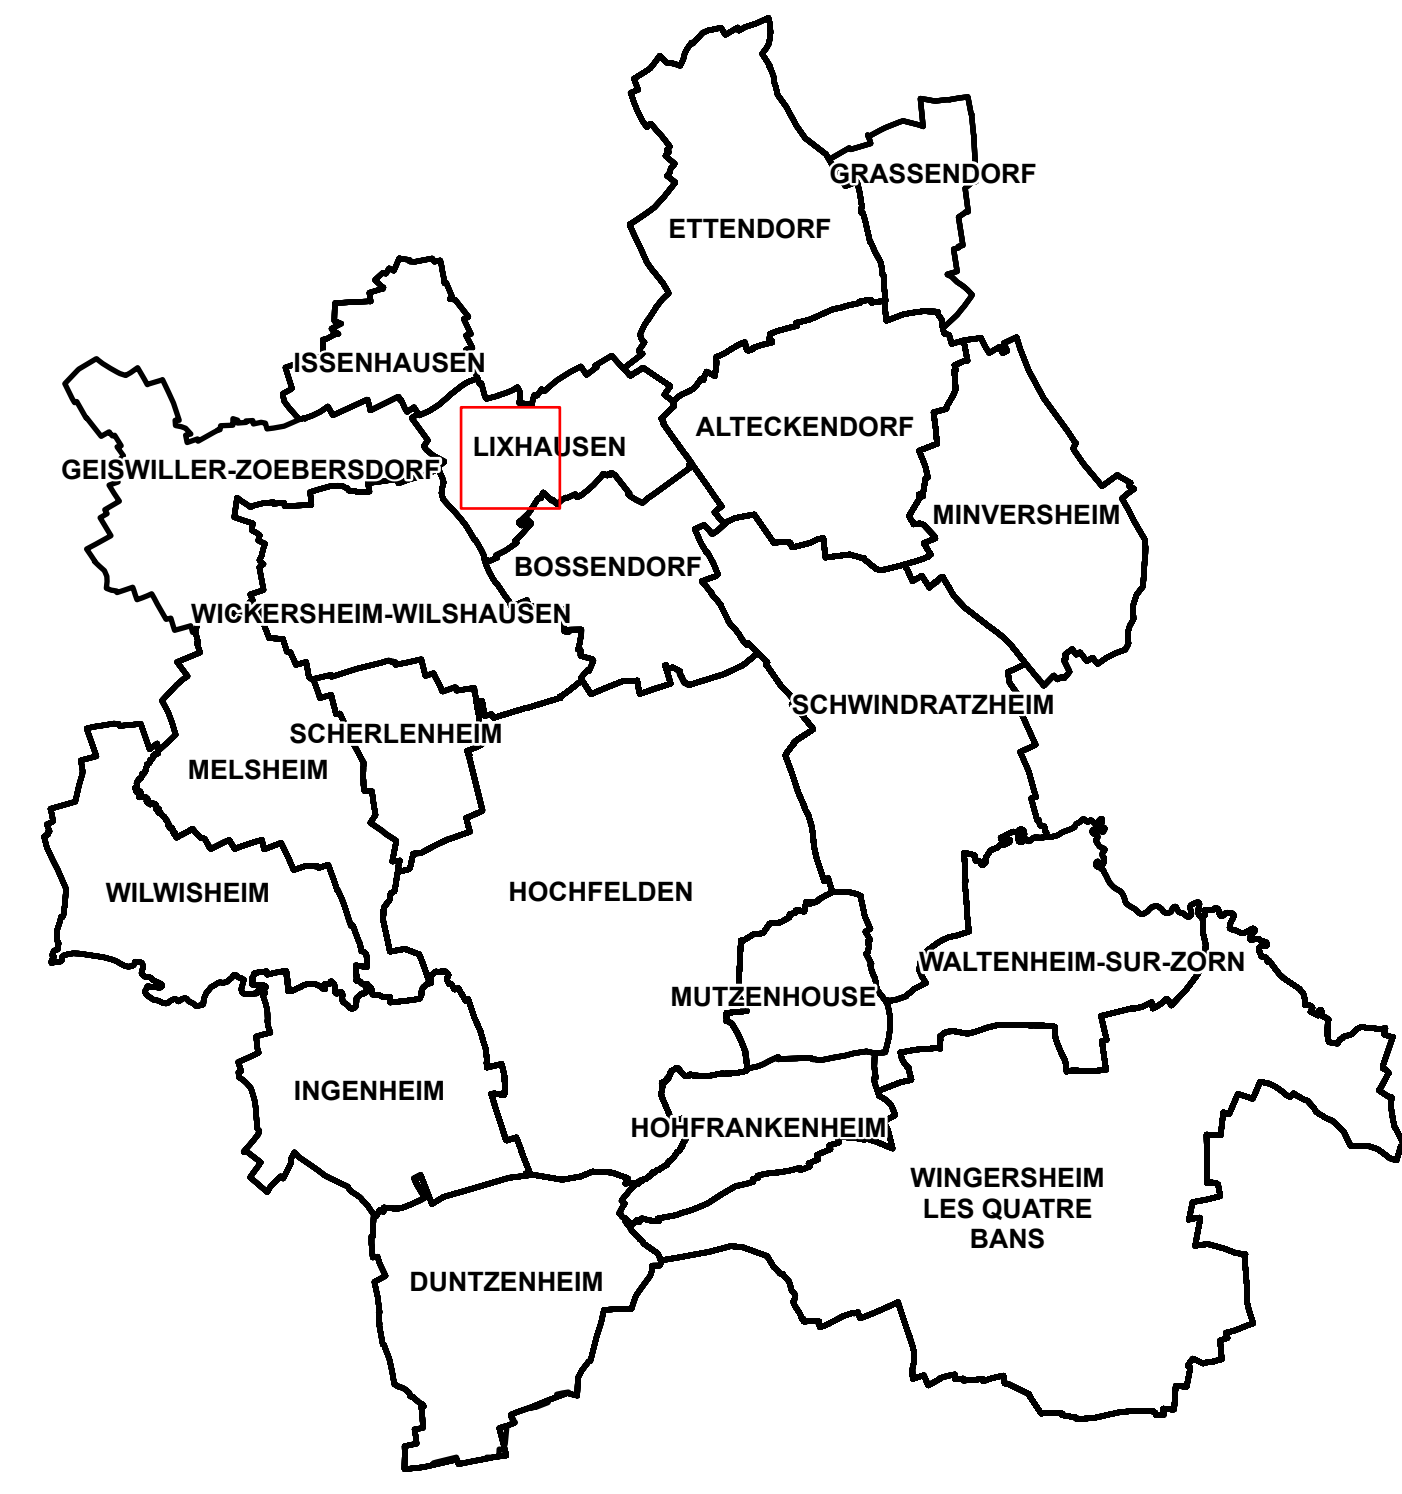 GRASSENDORF
ETTENDORF
ISSENHAUSEN
ALTECKENDORF
LIXHAUSEN
GEISWILLER-ZOEBERSDORF
MINVERSHEIM
BOSSENDORF
WICKERSHEIM-WILSHAUSEN
SCHWINDRATZHEIM
SCHERLENHEIM
MELSHEIM
WILWISHEIM
HOCHFELDEN
WALTENHEIM-SUR-ZORN
MUTZENHOUSE
INGENHEIM
HOHFRANKENHEIM
WINGERSHEIM
LES QUATRE
BANS
DUNTZENHEIM